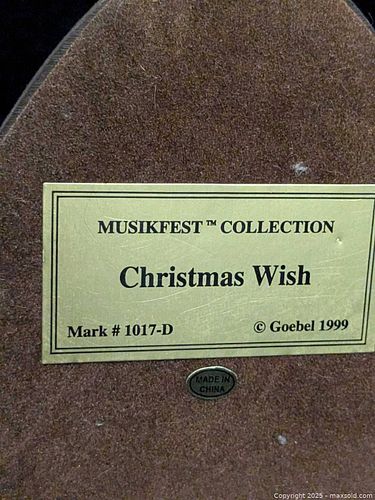 MUSIKFEST™ COLLECTION
Christmas Wish
Mark # 1017-D © Goebel 1999
MADE IN
CHINA
Copyright © 2025 - maxsold.com